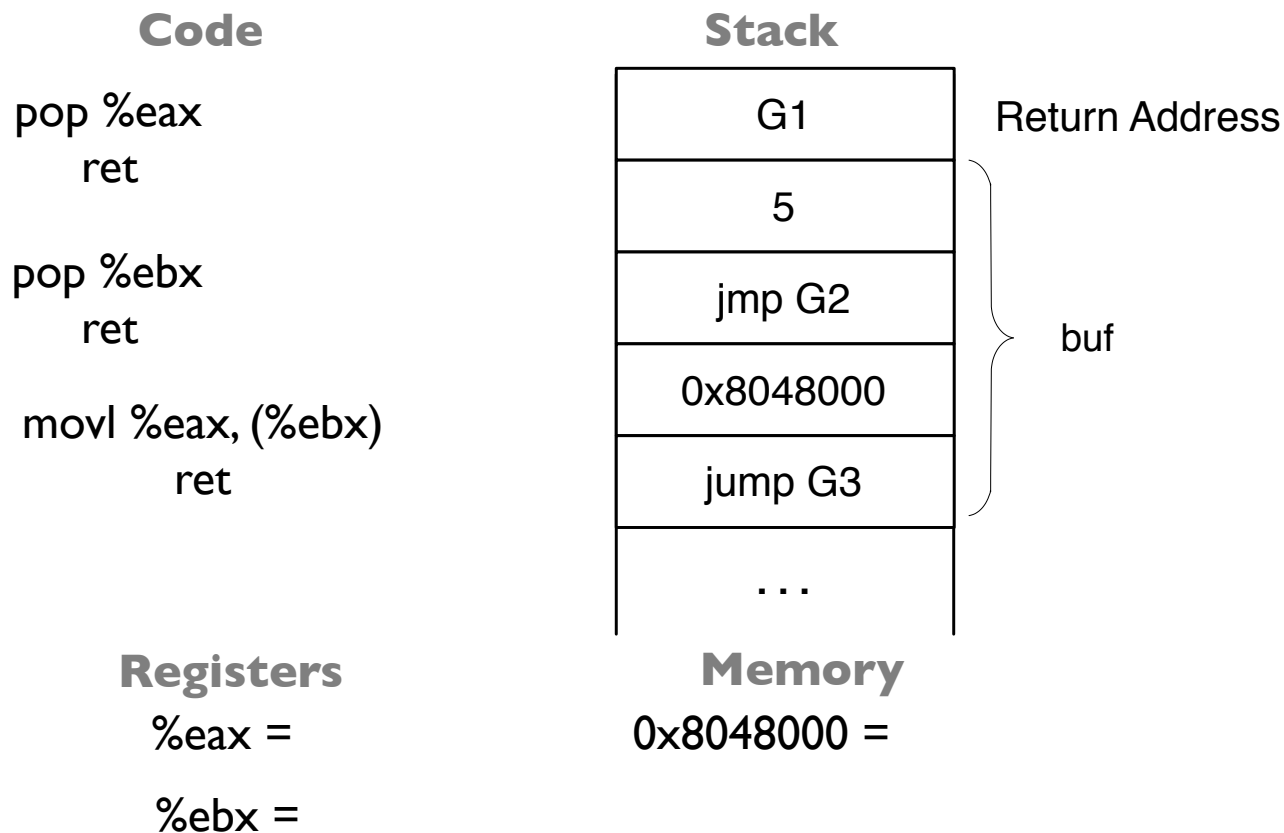 Code
pop %eax
ret
pop %ebx
ret
movl %eax, (%ebx)
ret
Stack
G1
Return Address
5
jmp G2
0x8048000
jump G3
. . .
buf
Registers
%eax =
%ebx =
Memory
0x8048000 =